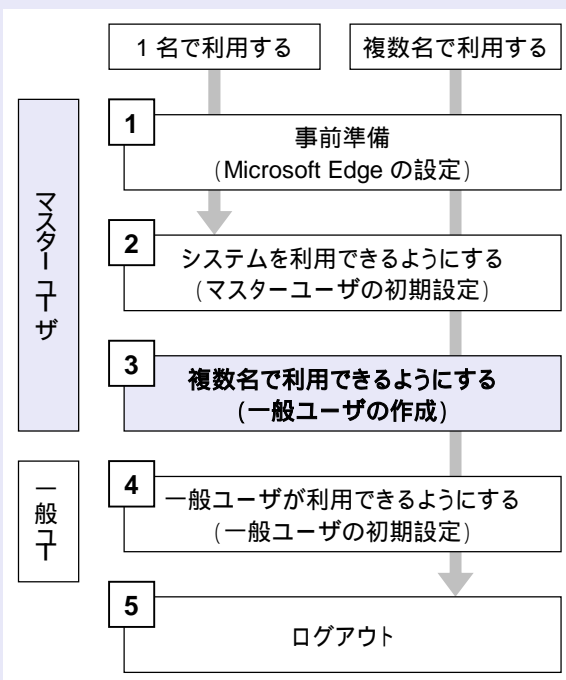 1 名で利用する
複数名で利用する
マスターユーザ
1
事前準備
(Microsoft Edge の設定)
2
システムを利用できるようにする
(マスターユーザの初期設定)
3
複数名で利用できるようにする
(一般ユーザの作成)
一般ユー
4
一般ユーザが利用できるようにする
(一般ユーザの初期設定)
5
ログアウト